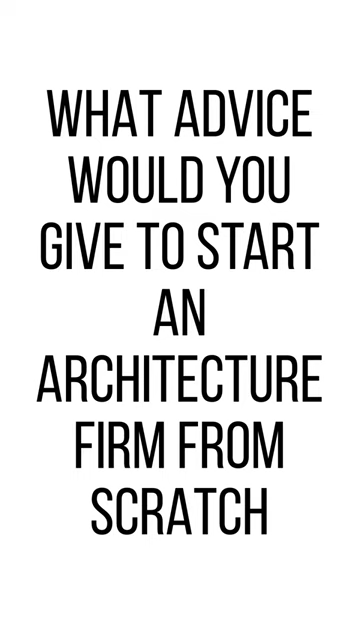 WHAT ADVICE
WOULD YOU
GIVE TO START
AN
ARCHITECTURE
FIRM FROM
SCRATCH